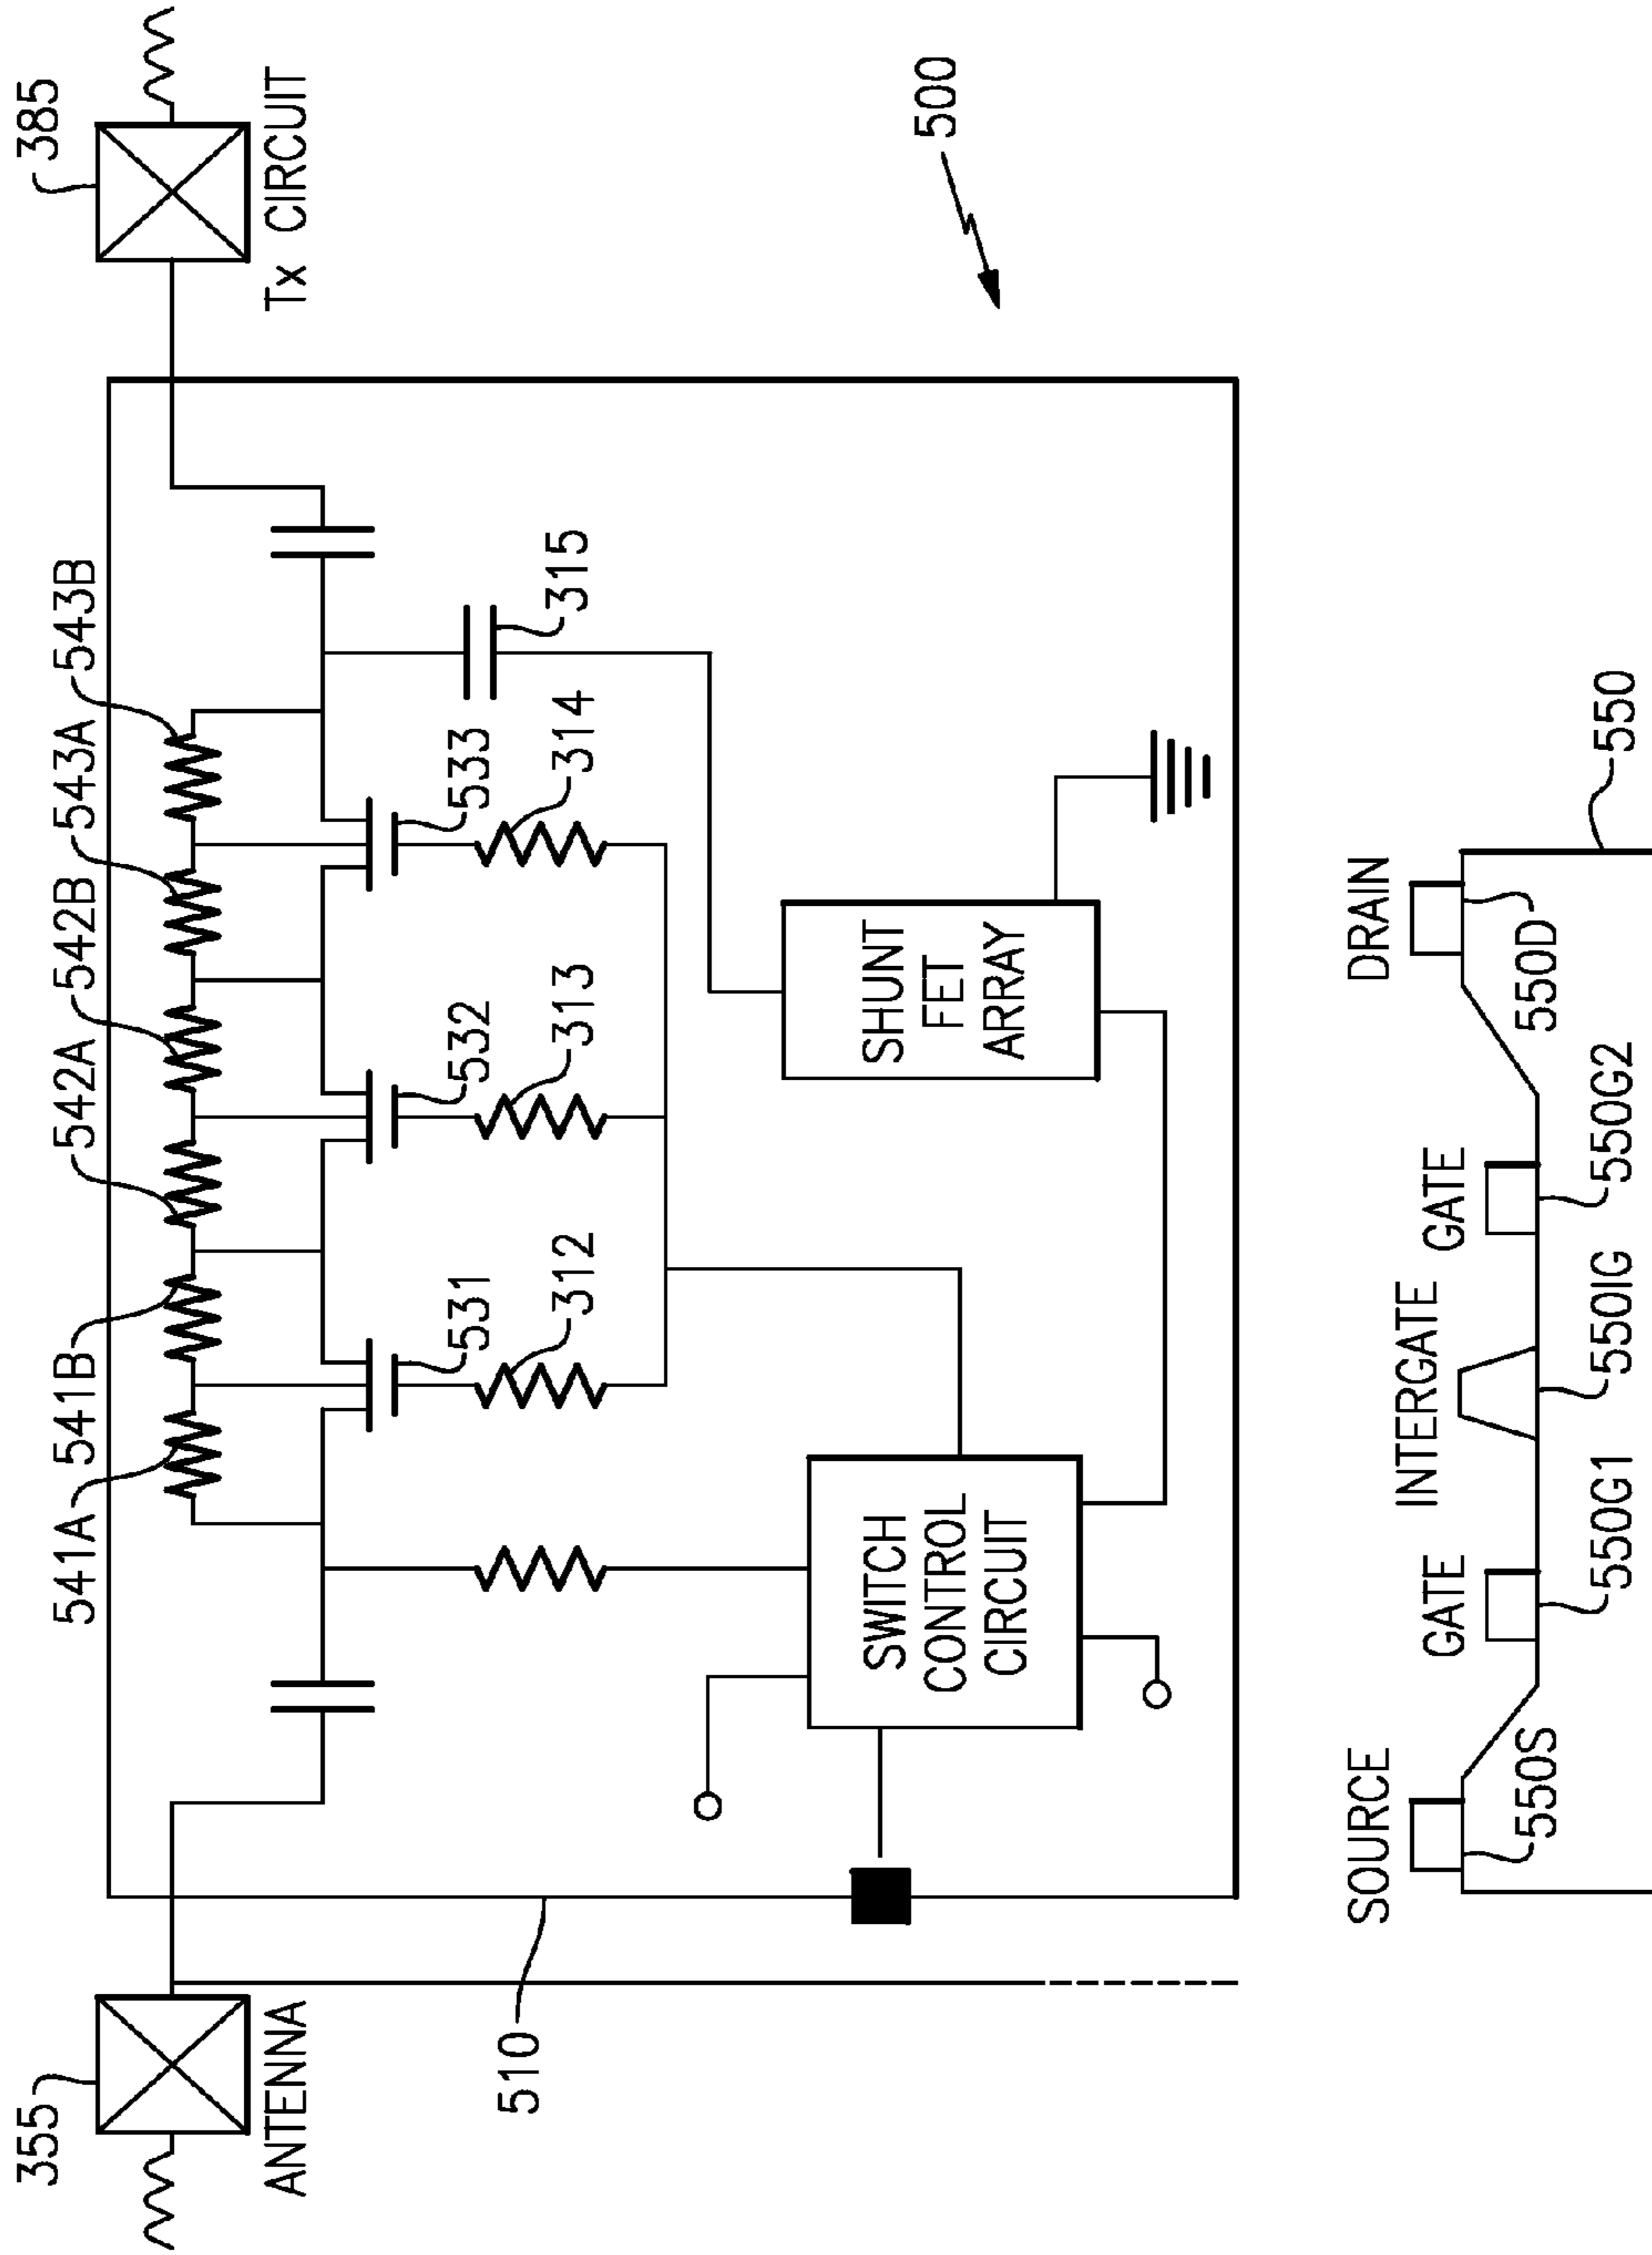 355
ANTENNA
510
541A
541B
542A
542B
543A
543B
385
Tx CIRCUIT
531
532
533
312
313
314
315
SWITCH
CONTROL
CIRCUIT
SHUNT
FET
ARRAY
500
SOURCE
GATE
INTERGATE
GATE
DRAIN
550S
550G1
550IG
550G2
550D
550